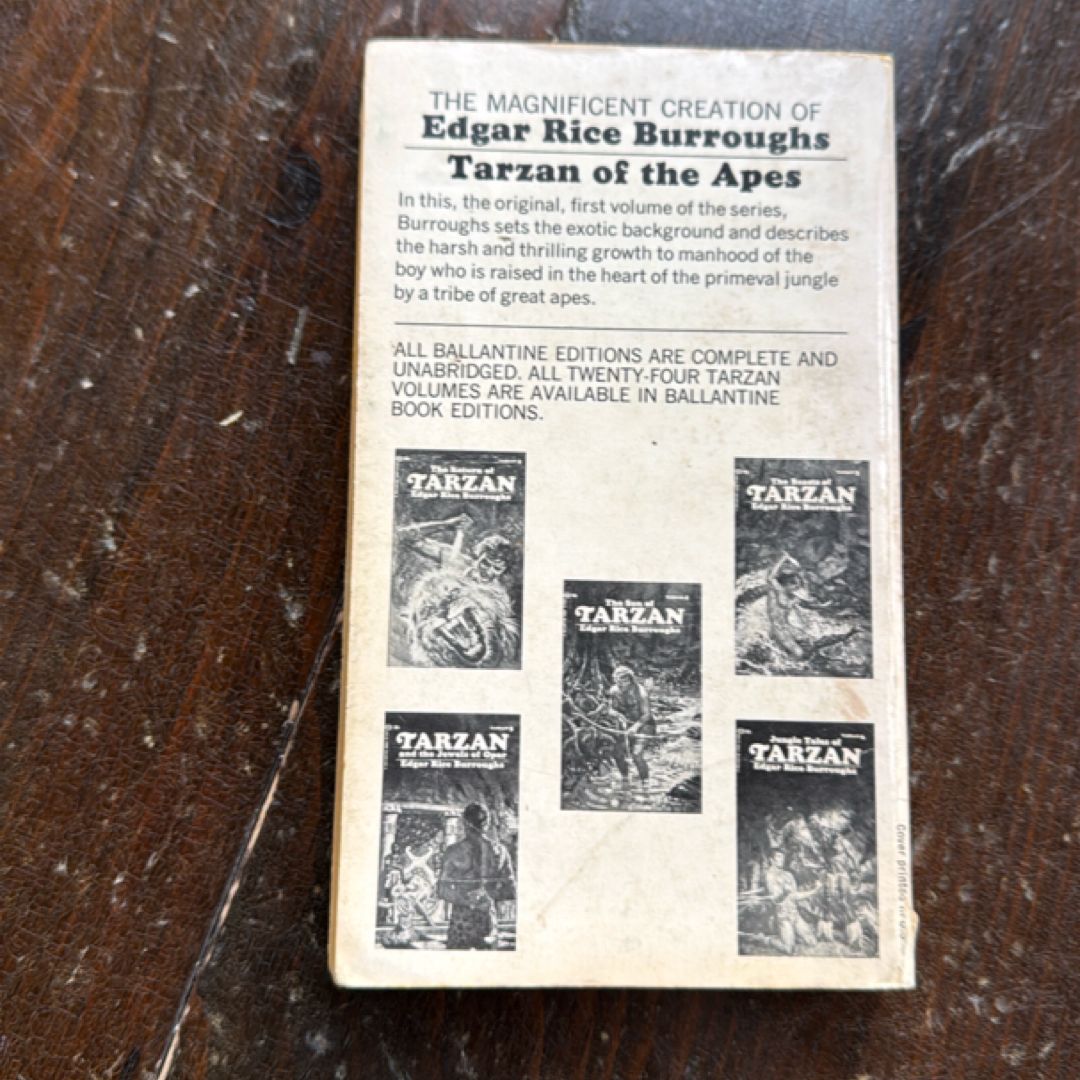 THE MAGNIFICENT CREATION OF
Edgar Rice Burroughs
Tarzan of the Apes
In this, the original, first volume of the series,
Burroughs sets the exotic background and describes
the harsh and thrilling growth to manhood of the
boy who is raised in the heart of the primeval jungle
by a tribe of great apes.
ALL BALLANTINE EDITIONS ARE COMPLETE AND
UNABRIDGED. ALL TWENTY-FOUR TARZAN
VOLUMES ARE AVAILABLE IN BALLANTINE
BOOK EDITIONS.
The Return of
TARZAN
Edgar Rice Burroughs
The Beasts of
TARZAN
Edgar Rice Burroughs
The Son of
TARZAN
Edgar Rice Burroughs
TARZAN
and the Jewels of Opar
Edgar Rice Burroughs
Jungle Tales of
TARZAN
Edgar Rice Burroughs
Cover printed in